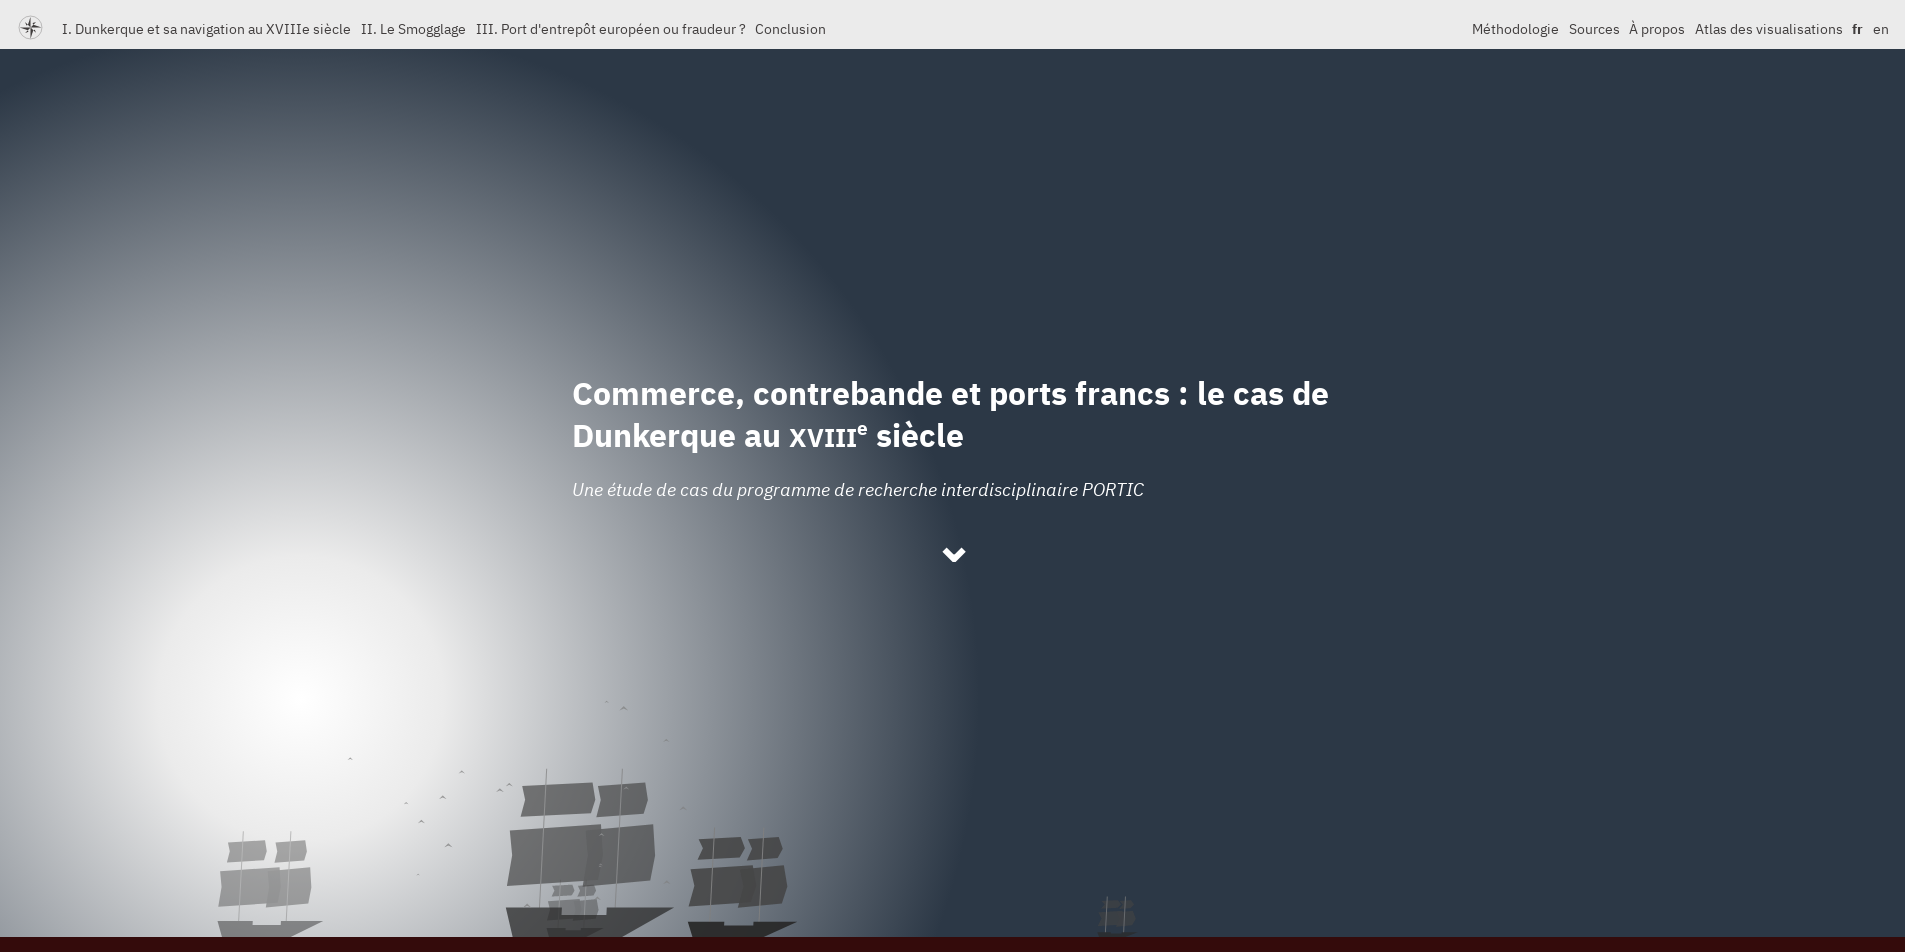 I. Dunkerque et sa navigation au XVIIIe siècle II. Le Smogglage III. Port d'entrepôt européen ou fraudeur ? Conclusion Méthodologie Sources À propos Atlas des visualisations fr en
Commerce, contrebande et ports francs : le cas de
Dunkerque au XVIIIe siècle
Une étude de cas du programme de recherche interdisciplinaire PORTIC